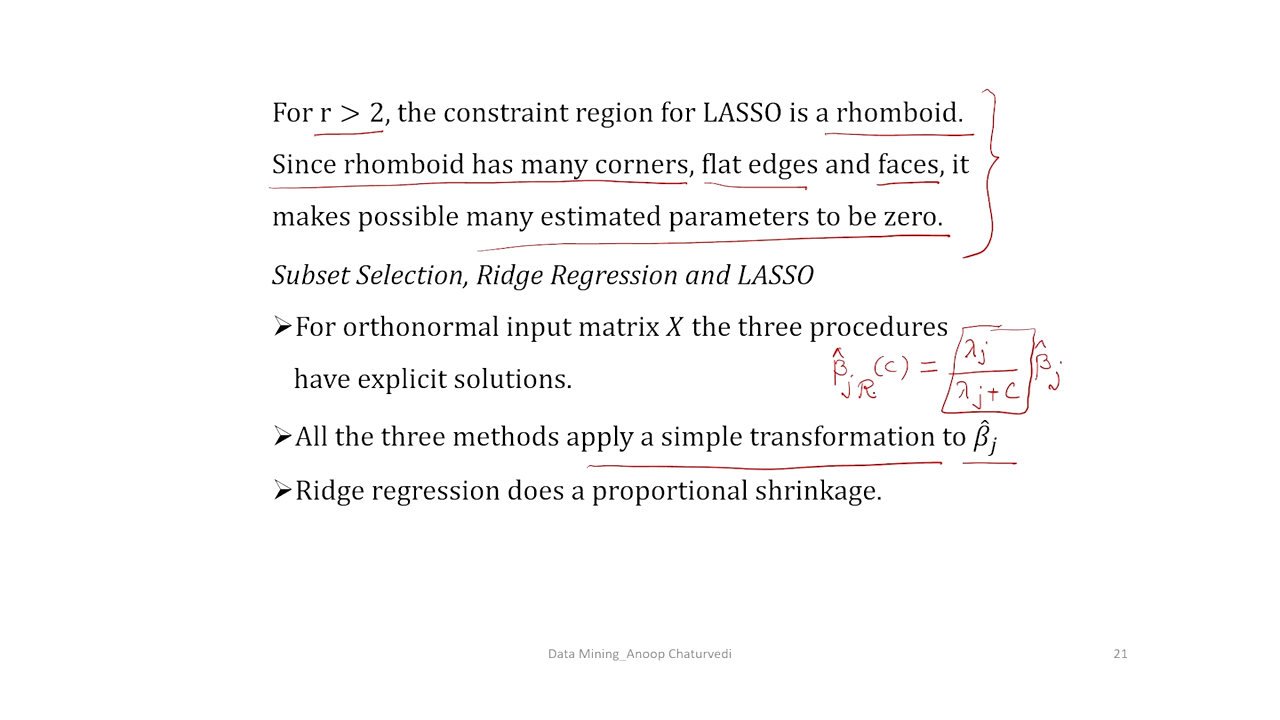 For r > 2, the constraint region for LASSO is a rhomboid.
Since rhomboid has many corners, flat edges and faces, it
makes possible many estimated parameters to be zero.
Subset Selection, Ridge Regression and LASSO
➢For orthonormal input matrix X the three procedures
have explicit solutions.
β̂jR(c) = λj/(λj+c) β̂j
➢All the three methods apply a simple transformation to β̂j
➢Ridge regression does a proportional shrinkage.
Data Mining_Anoop Chaturvedi
21